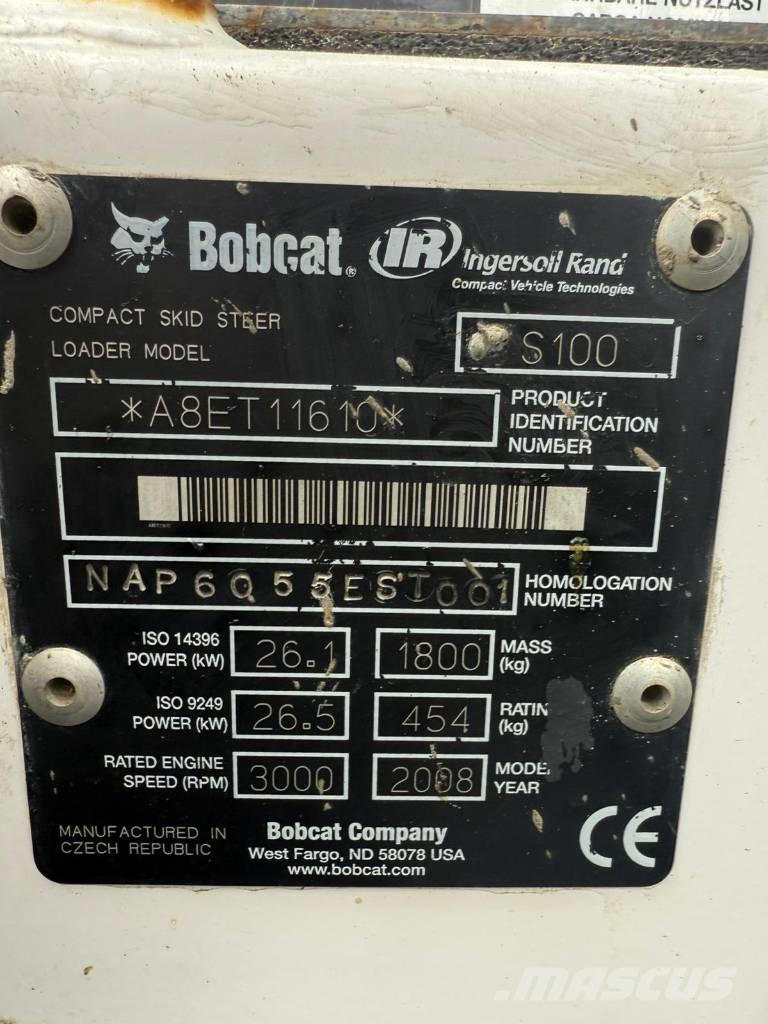 NUTZLAST
Bobcat® IR Ingersoll Rand
Compact Vehicle Technologies
COMPACT SKID STEER
LOADER MODEL
S100
*A8ET11610*
PRODUCT
IDENTIFICATION
NUMBER
NAP6Q55EST001
HOMOLOGATION
NUMBER
ISO 14396
POWER (kW)
26.1
1800
MASS
(kg)
ISO 9249
POWER (kW)
26.5
454
RATIN
(kg)
RATED ENGINE
SPEED (RPM)
3000
2008
MODEL
YEAR
MANUFACTURED IN
CZECH REPUBLIC
Bobcat Company
West Fargo, ND 58078 USA
www.bobcat.com
CE
MASCUS